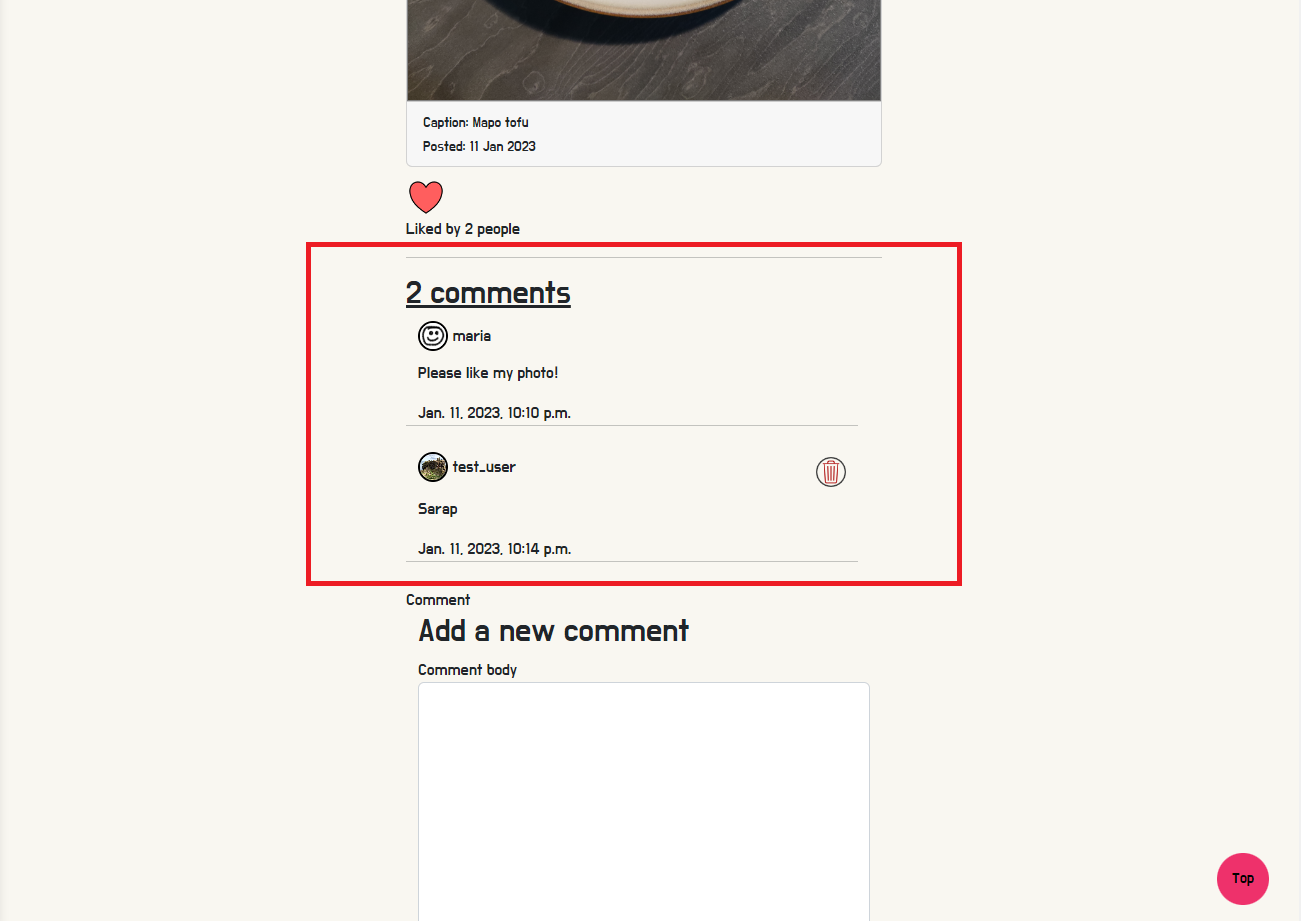 Caption: Mapo tofu
Posted: 11 Jan 2023
Liked by 2 people
2 comments
maria
Please like my photo!
Jan. 11, 2023, 10:10 p.m.
test_user
Sarap
Jan. 11, 2023, 10:14 p.m.
Comment
Add a new comment
Comment body
Top